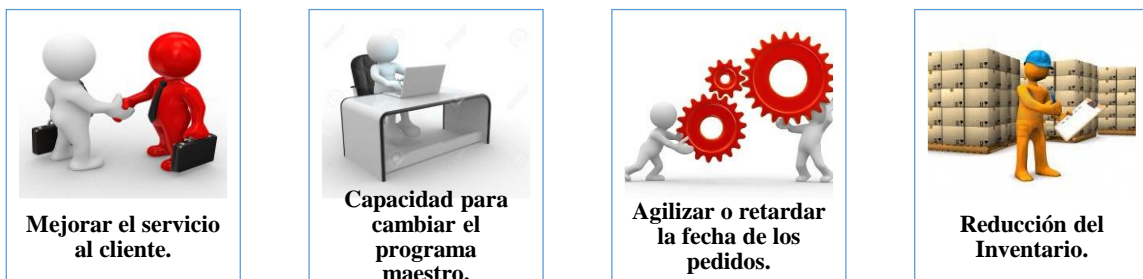 Mejorar el servicio
al cliente.
Capacidad para
cambiar el
programa
maestro.
Agilizar o retardar
la fecha de los
pedidos.
Reducción del
Inventario.